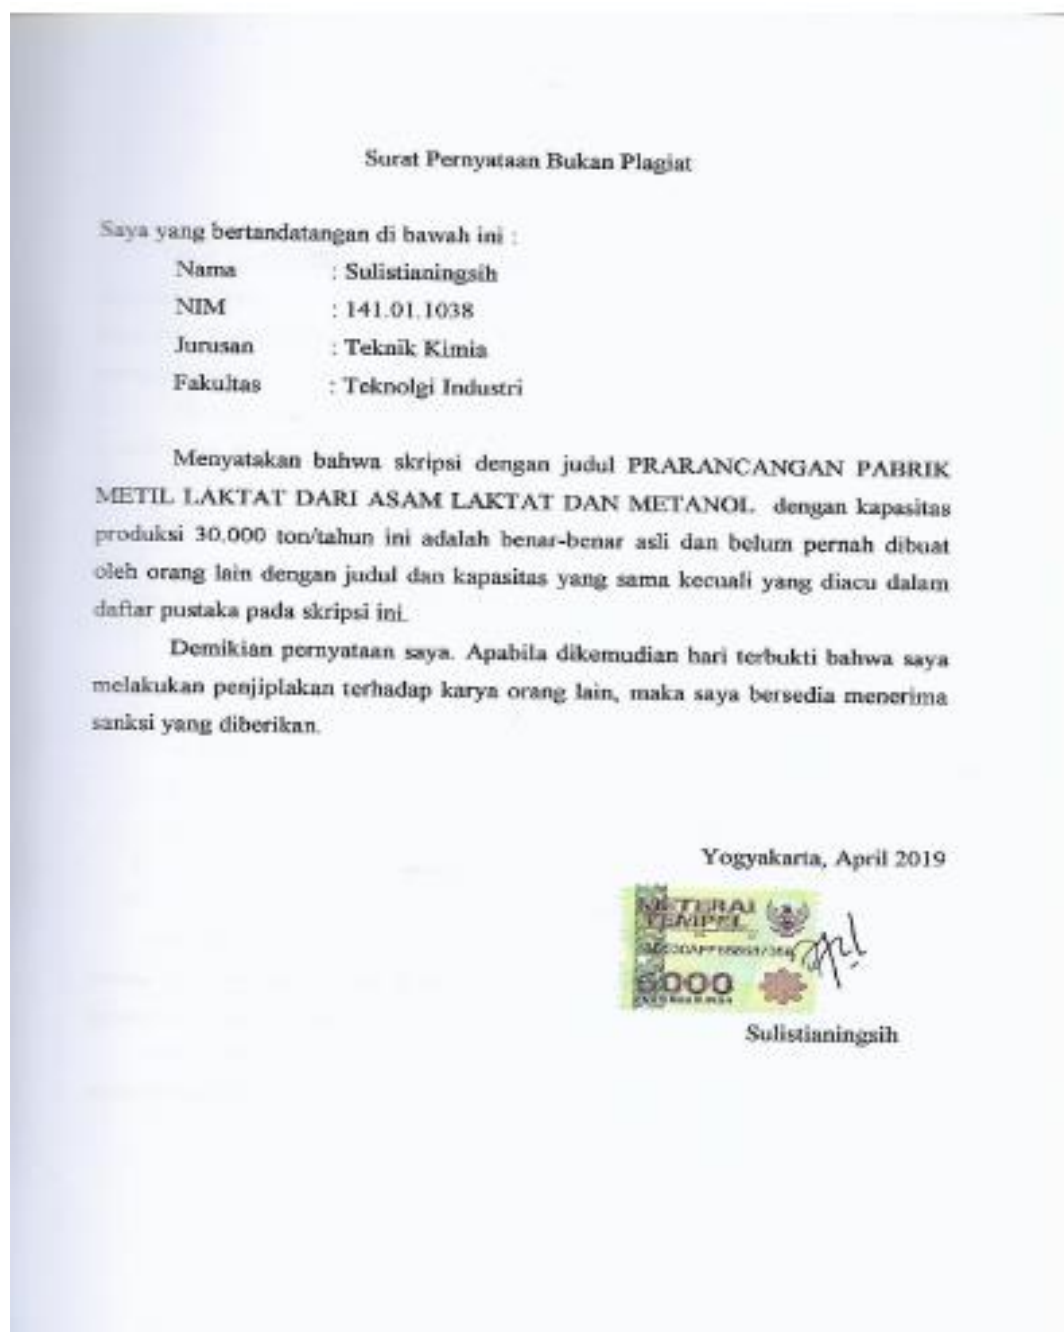 Surat Pernyataan Bukan Plagiat
Saya yang bertandatangan di bawah ini :
Nama : Sulistianingsih
NIM : 141.01.1038
Jurusan : Teknik Kimia
Fakultas : Teknolgi Industri
Menyatakan bahwa skripsi dengan judul PRARANCANGAN PABRIK
METIL LAKTAT DARI ASAM LAKTAT DAN METANOL dengan kapasitas
produksi 30.000 ton/tahun ini adalah benar-benar asli dan belum pernah dibuat
oleh orang lain dengan judul dan kapasitas yang sama kecuali yang diacu dalam
daftar pustaka pada skripsi ini.
Demikian pernyataan saya. Apabila dikemudian hari terbukti bahwa saya
melakukan penjiplakan terhadap karya orang lain, maka saya bersedia menerima
sanksi yang diberikan.
Yogyakarta, April 2019
METERAI
TEMPEL
6000
Sulistianingsih